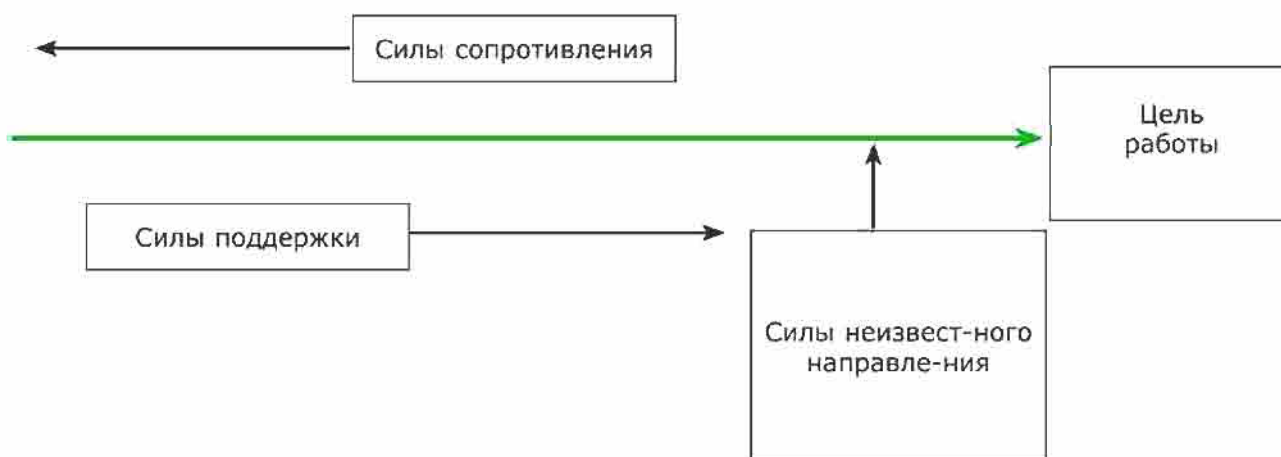 Силы сопротивления
Цель
работы
Силы поддержки
Силы неизвест-ного
направле-ния